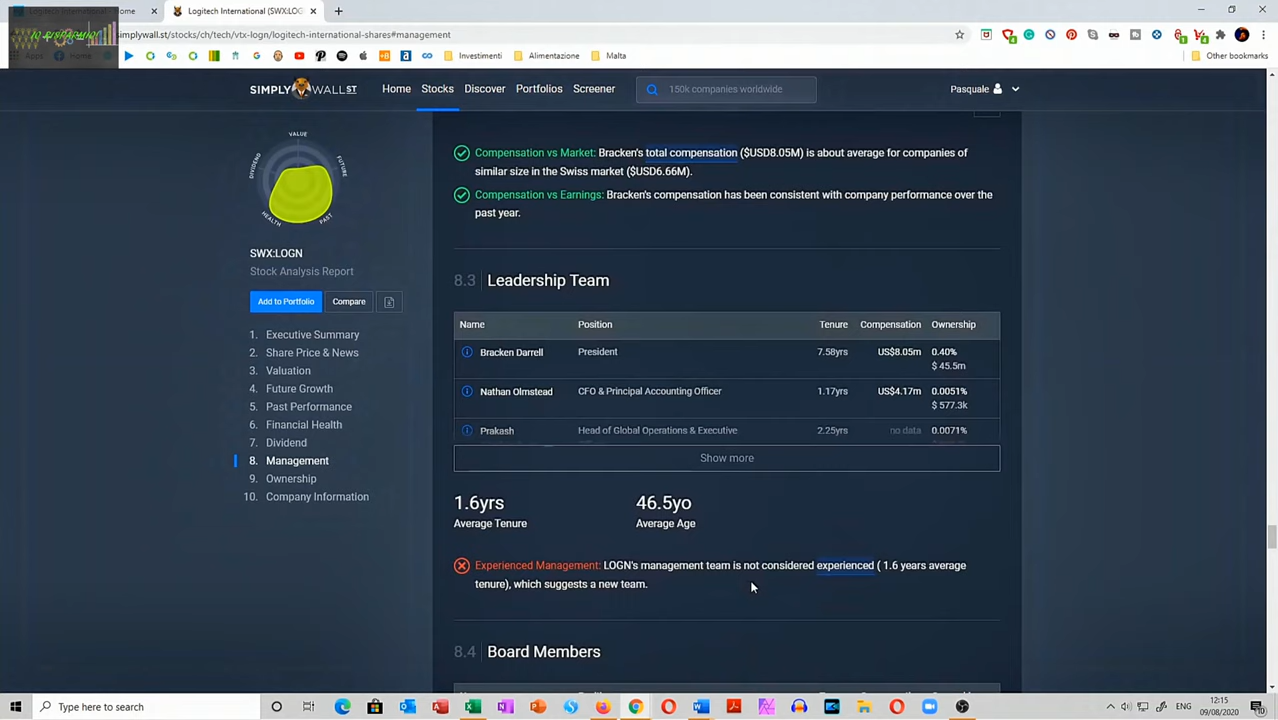 Logitech International - Home
Logitech International (SWX:LOG
simplywall.st/stocks/ch/tech/vtx-logn/logitech-international-shares#management
Apps
Home
Investimenti
Alimentazione
Malta
Other bookmarks
SIMPLY WALL ST
Home
Stocks
Discover
Portfolios
Screener
150k companies worldwide
Pasquale
VALUE
FUTURE
PAST
HEALTH
DIVIDEND
SWX:LOGN
Stock Analysis Report
Add to Portfolio
Compare
1. Executive Summary
2. Share Price & News
3. Valuation
4. Future Growth
5. Past Performance
6. Financial Health
7. Dividend
8. Management
9. Ownership
10. Company Information
Compensation vs Market: Bracken's total compensation ($USD8.05M) is about average for companies of
similar size in the Swiss market ($USD6.66M).
Compensation vs Earnings: Bracken's compensation has been consistent with company performance over the
past year.
8.3 Leadership Team
Name Position Tenure Compensation Ownership
Bracken Darrell President 7.58yrs US$8.05m 0.40%
$ 45.5m
Nathan Olmstead CFO & Principal Accounting Officer 1.17yrs US$4.17m 0.0051%
$ 577.3k
Prakash Head of Global Operations & Executive 2.25yrs no data 0.0071%
Show more
1.6yrs
Average Tenure
46.5yo
Average Age
Experienced Management: LOGN's management team is not considered experienced ( 1.6 years average
tenure), which suggests a new team.
8.4 Board Members
Type here to search
ENG
12:15
09/08/2020